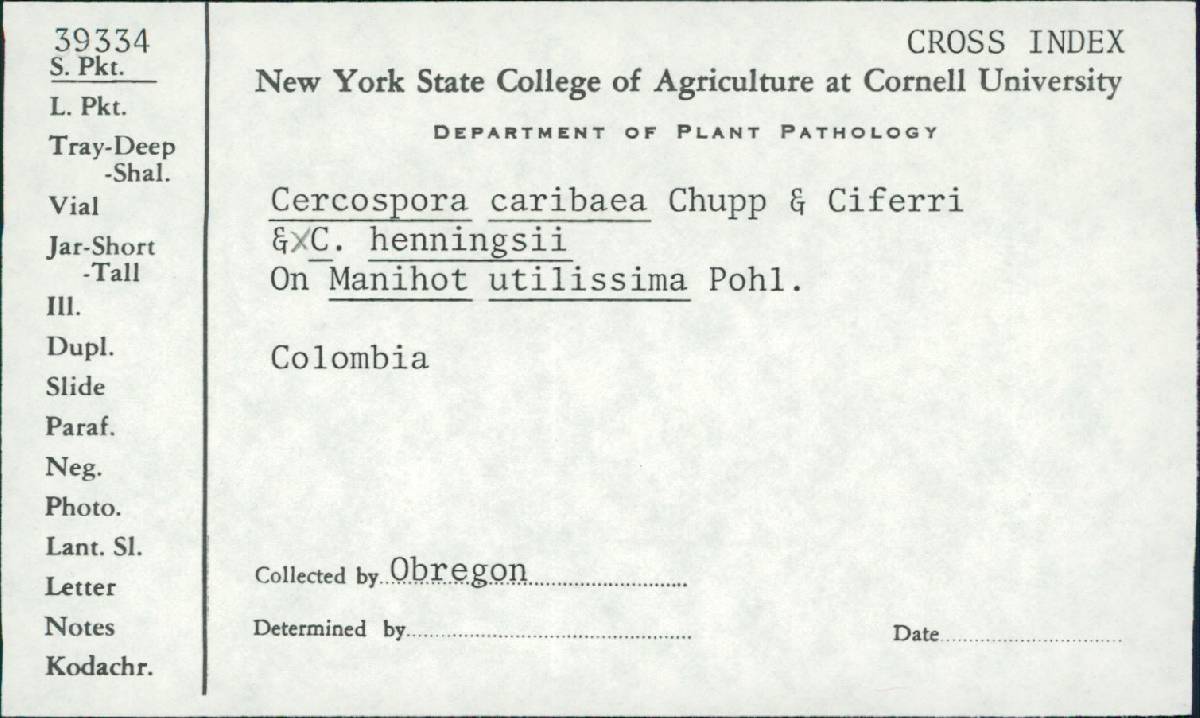 39334
S. Pkt.
L. Pkt.
Tray-Deep
-Shal.
Vial
Jar-Short
-Tall
Ill.
Dupl.
Slide
Paraf.
Neg.
Photo.
Lant. Sl.
Letter
Notes
Kodachr.
CROSS INDEX
New York State College of Agriculture at Cornell University
DEPARTMENT OF PLANT PATHOLOGY
Cercospora caribaea Chupp & Ciferri
&XC. henningsii
On Manihot utilissima Pohl.
Colombia
Collected by Obregon
Determined by
Date